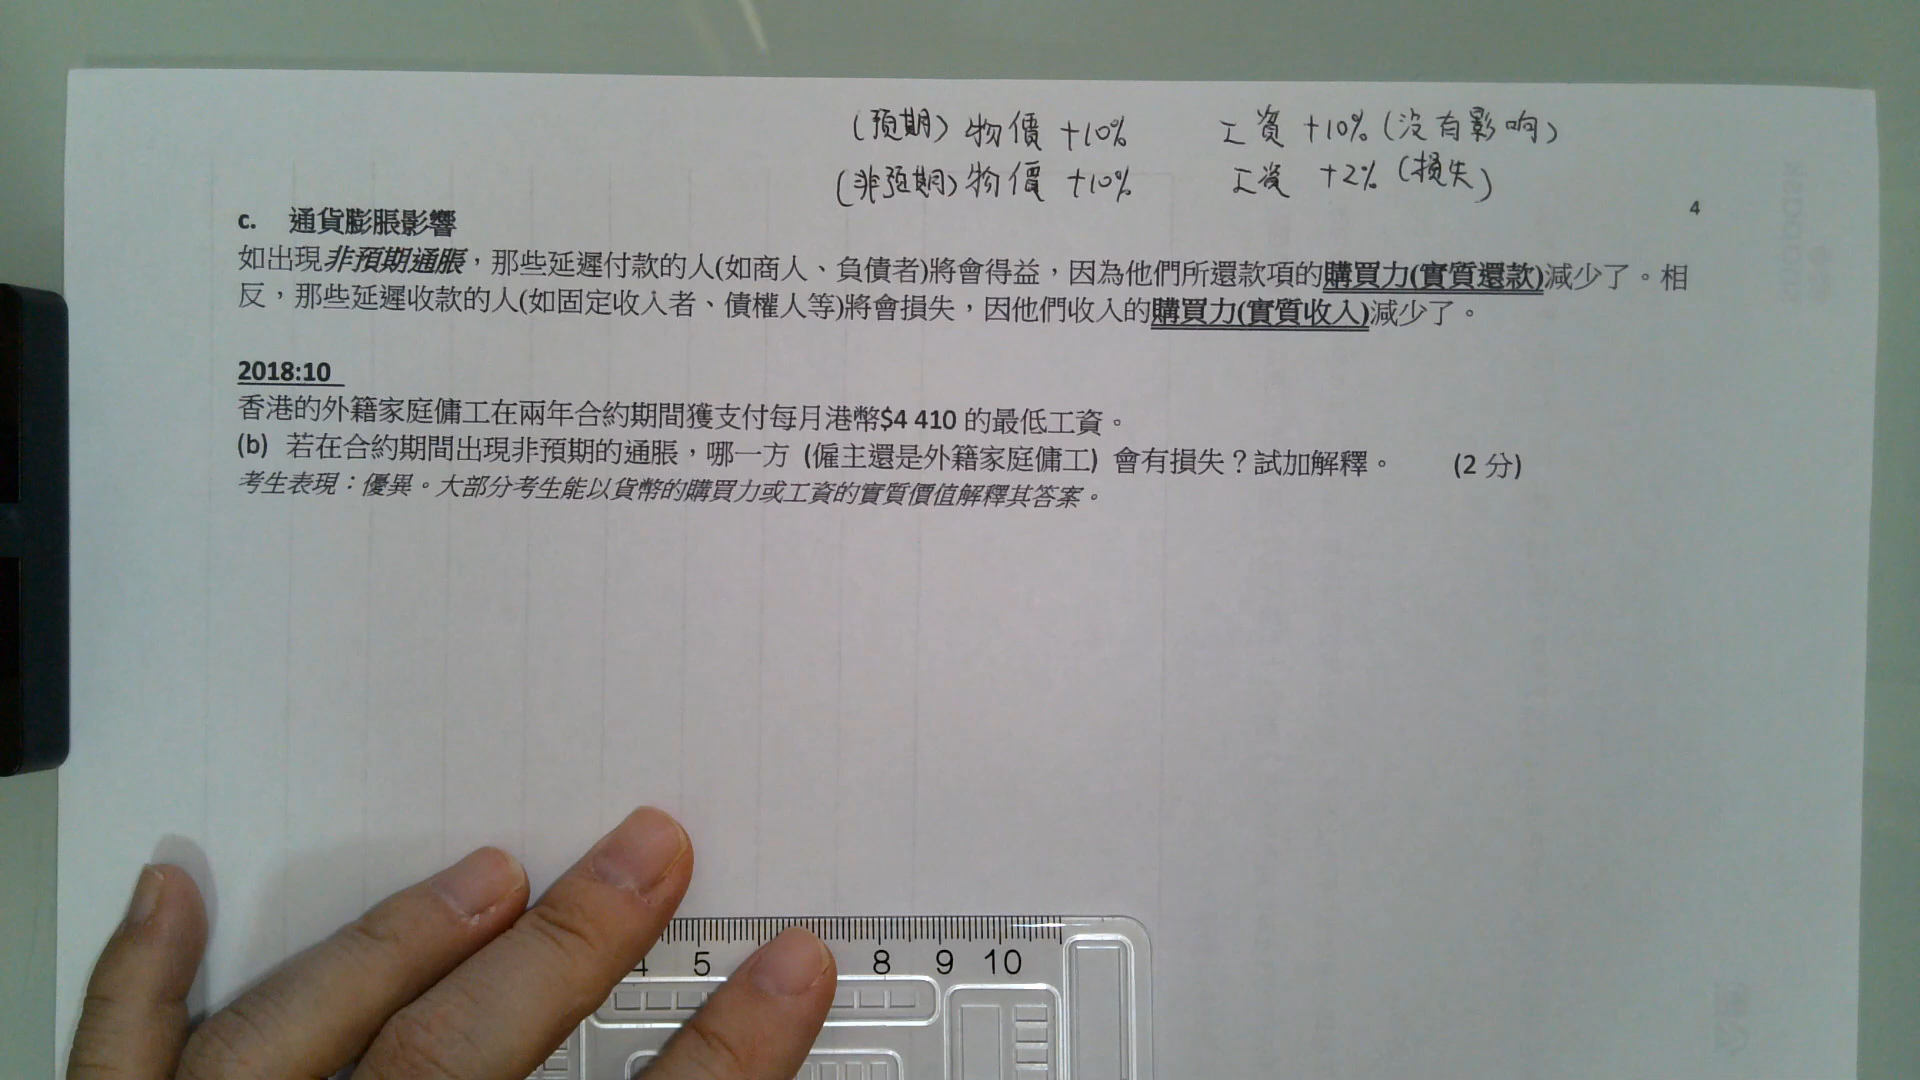 (預期) 物價 +10% 工資 +10% (沒有影响)
(非預期) 物價 +10% 工資 +2% (損失)
4
c. 通貨膨脹影響
如出現非預期通脹，那些延遲付款的人(如商人、負債者)將會得益，因為他們所還款項的購買力(實質還款)減少了。相
反，那些延遲收款的人(如固定收入者、債權人等)將會損失，因他們收入的購買力(實質收入)減少了。
2018:10
香港的外籍家庭傭工在兩年合約期間獲支付每月港幣$4 410 的最低工資。
(b) 若在合約期間出現非預期的通脹，哪一方 (僱主還是外籍家庭傭工) 會有損失？試加解釋。 (2 分)
考生表現：優異。大部分考生能以貨幣的購買力或工資的實質價值解釋其答案。
4 5 8 9 10